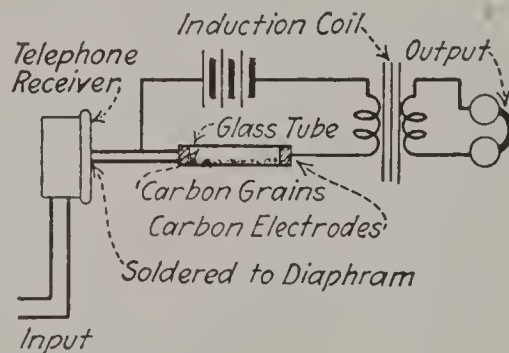 Induction Coil
Output
Telephone
Receiver
Glass Tube
Carbon Grains
Carbon Electrodes
Soldered to Diaphram
Input